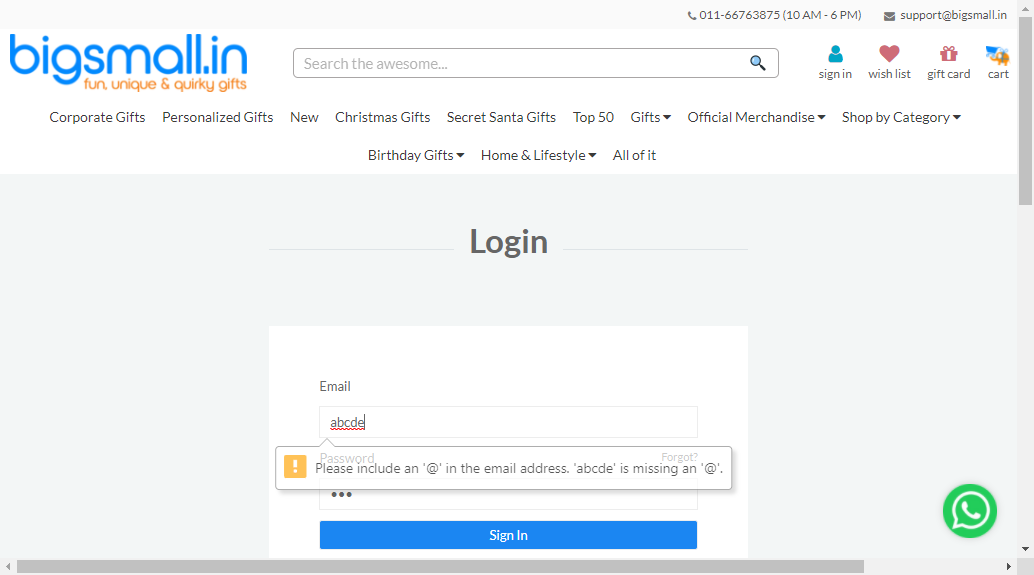 011-66763875 (10 AM - 6 PM) support@bigsmall.in
bigsmall.in
fun, unique & quirky gifts
Search the awesome...
sign in wish list gift card cart
Corporate Gifts Personalized Gifts New Christmas Gifts Secret Santa Gifts Top 50 Gifts Official Merchandise Shop by Category
Birthday Gifts Home & Lifestyle All of it
Login
Email
abcde
Password Forgot?
Please include an '@' in the email address. 'abcde' is missing an '@'.
Sign In